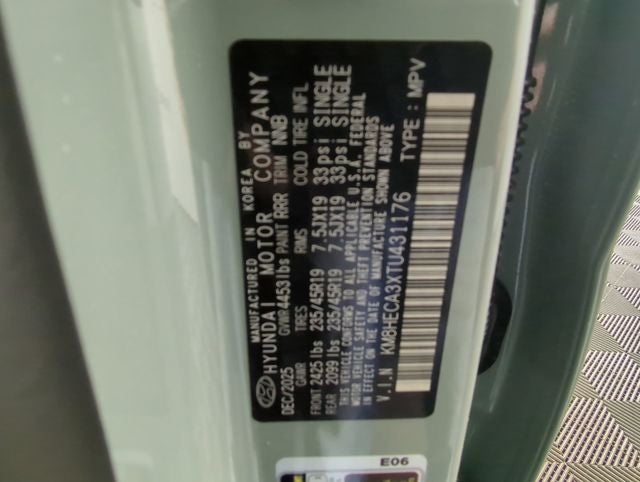 MANUFACTURED IN KOREA BY
HYUNDAI MOTOR COMPANY
DEC/2025 GVWR 4453 lbs PAINT RRR TRIM NNB
GAWR TIRES RIMS COLD TIRE INFL
FRONT 2425 lbs 235/45R19 7.5JX19 33psi SINGLE
REAR 2099 lbs 235/45R19 7.5JX19 33psi SINGLE
THIS VEHICLE CONFORMS TO ALL APPLICABLE U.S.A. FEDERAL
MOTOR VEHICLE SAFETY AND THEFT PREVENTION STANDARDS
IN EFFECT ON THE DATE OF MANUFACTURE SHOWN ABOVE
V.I.N KM8HECA3XTU431176 TYPE : MPV
E06